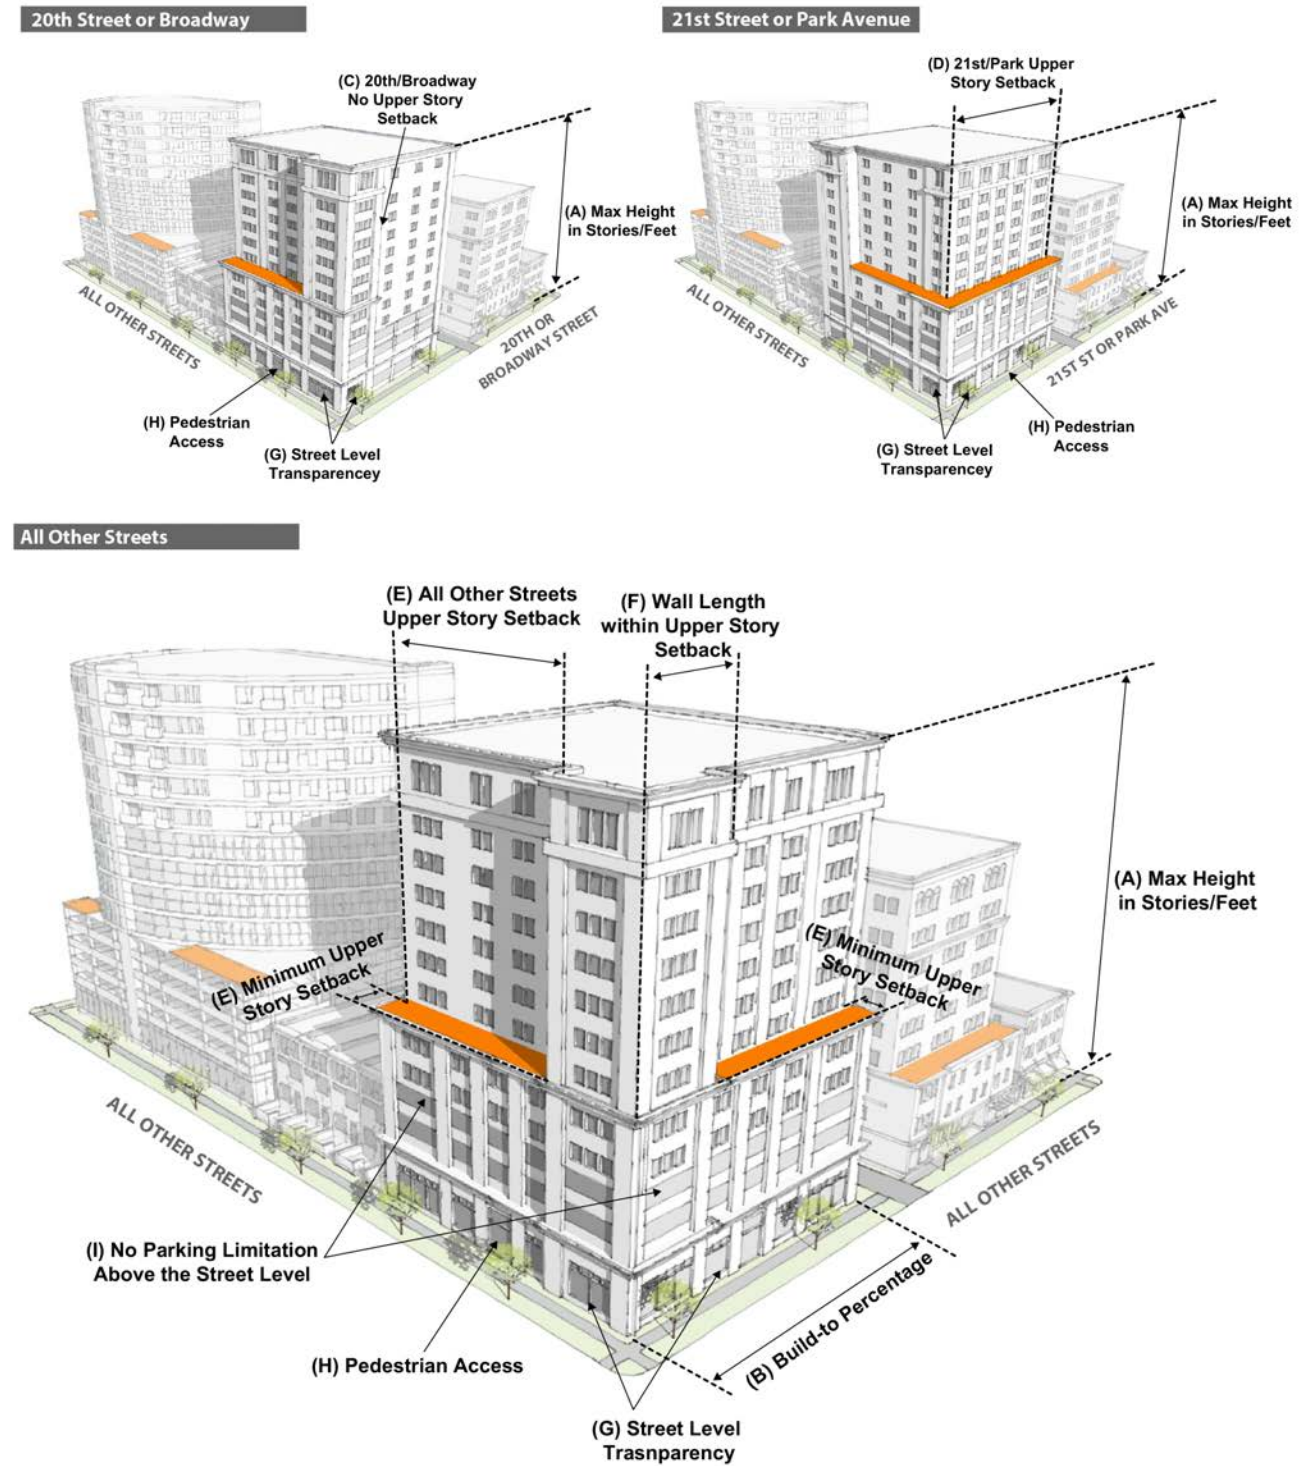 20th Street or Broadway
(C) 20th/Broadway
No Upper Story
Setback
(A) Max Height
in Stories/Feet
ALL OTHER STREETS
20TH OR
BROADWAY STREET
(H) Pedestrian
Access
(G) Street Level
Transparencey
21st Street or Park Avenue
(D) 21st/Park Upper
Story Setback
(A) Max Height
in Stories/Feet
ALL OTHER STREETS
21ST ST OR PARK AVE
(H) Pedestrian
Access
(G) Street Level
Transparencey
All Other Streets
(E) All Other Streets
Upper Story Setback
(F) Wall Length
within Upper Story
Setback
(A) Max Height
in Stories/Feet
(E) Minimum Upper
Story Setback
(E) Minimum Upper
Story Setback
ALL OTHER STREETS
ALL OTHER STREETS
(I) No Parking Limitation
Above the Street Level
(B) Build-to Percentage
(H) Pedestrian Access
(G) Street Level
Trasnparency